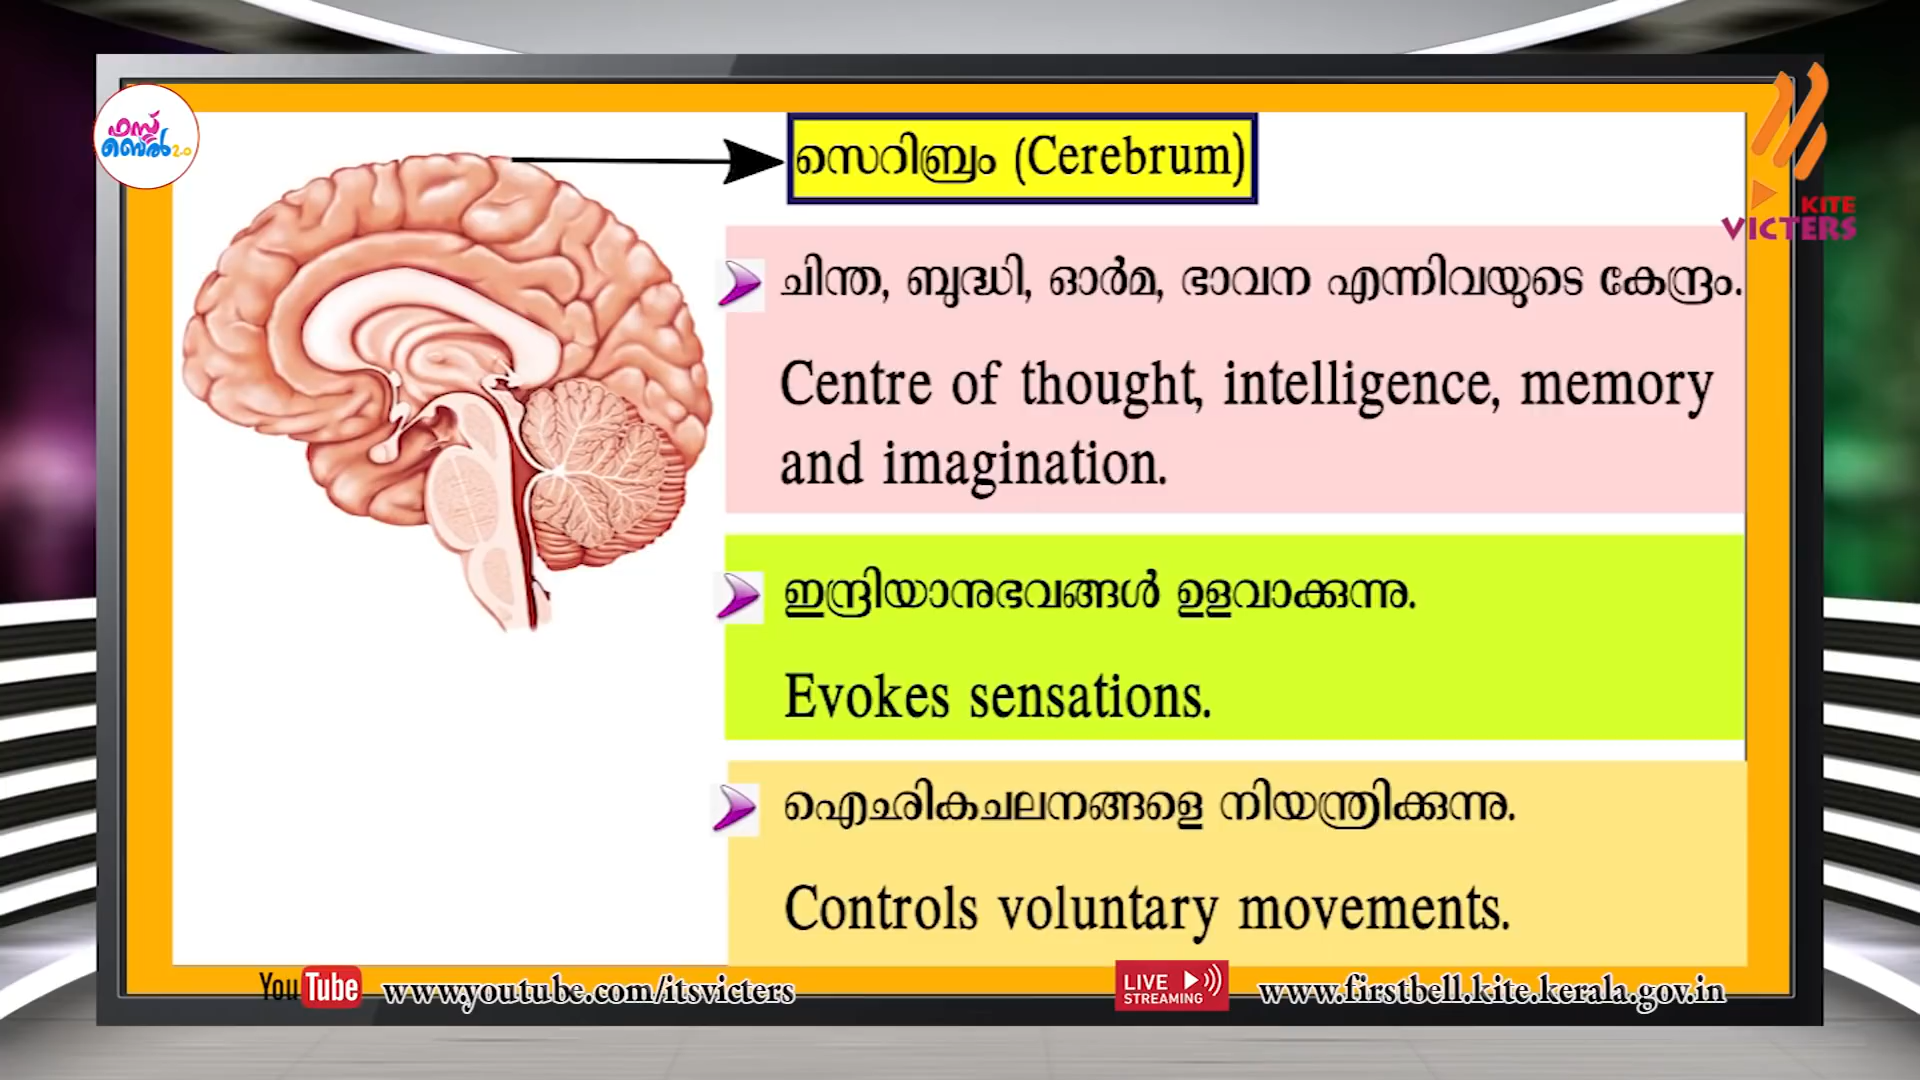 ഫസ്റ്റ്
ബെൽ 2.0
സെറിബ്രം (Cerebrum)
KITE
VICTERS
ചിന്ത, ബുദ്ധി, ഓർമ, ഭാവന എന്നിവയുടെ കേന്ദ്രം.
Centre of thought, intelligence, memory
and imagination.
ഇന്ദ്രിയാനുഭവങ്ങൾ ഉളവാക്കുന്നു.
Evokes sensations.
ഐഛികചലനങ്ങളെ നിയന്ത്രിക്കുന്നു.
Controls voluntary movements.
YouTube www.youtube.com/itsvicters
LIVE STREAMING www.firstbell.kite.kerala.gov.in